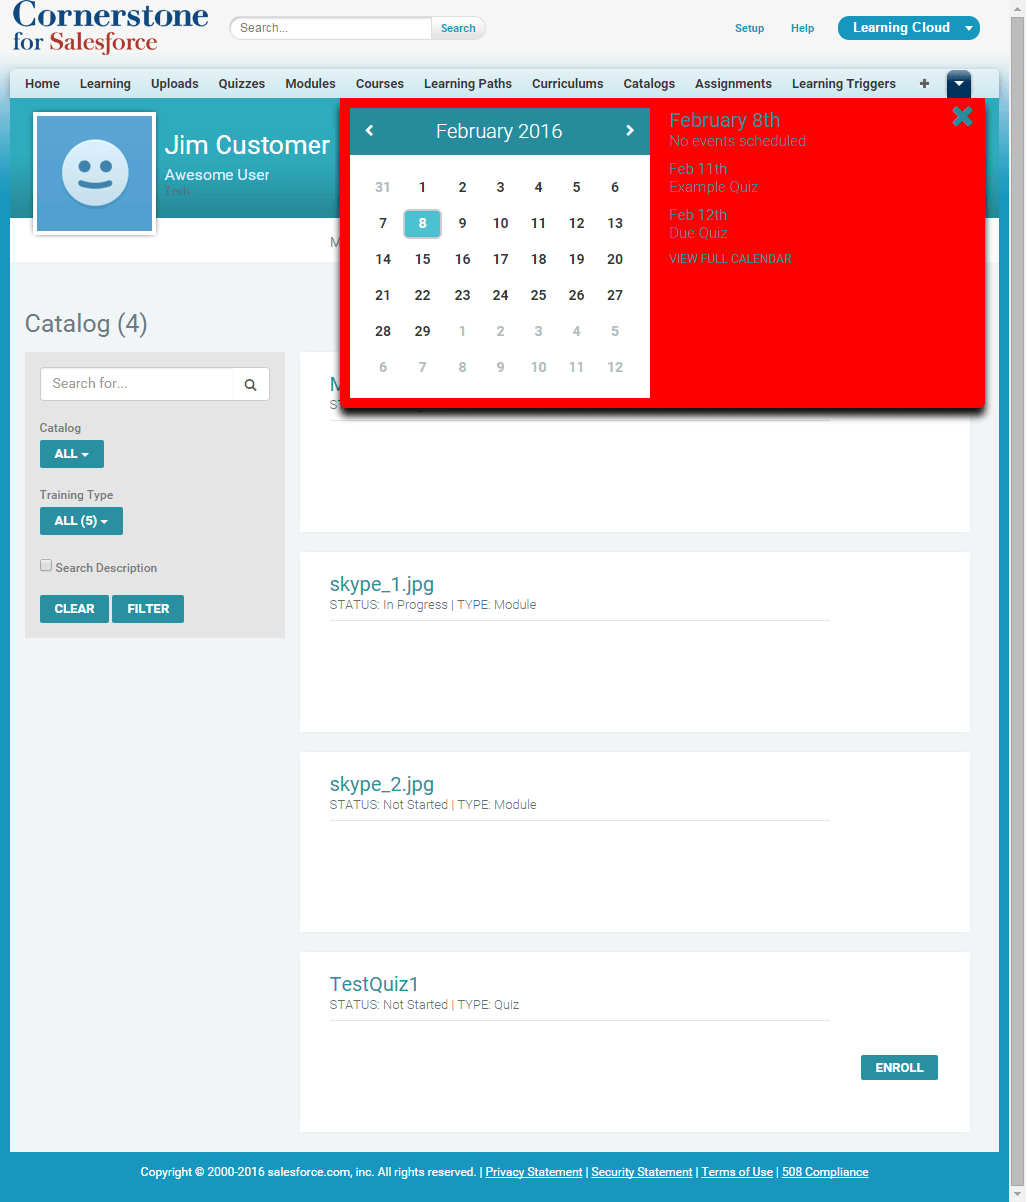 Cornerstone
for Salesforce
Search...
Search
Setup
Help
Learning Cloud
Home Learning Uploads Quizzes Modules Courses Learning Paths Curriculums Catalogs Assignments Learning Triggers +
Jim Customer
Awesome User
Tech
M
February 2016
31 1 2 3 4 5 6
7 8 9 10 11 12 13
14 15 16 17 18 19 20
21 22 23 24 25 26 27
28 29 1 2 3 4 5
6 7 8 9 10 11 12
February 8th
No events scheduled
Feb 11th
Example Quiz
Feb 12th
Due Quiz
VIEW FULL CALENDAR
Catalog (4)
Search for...
Catalog
ALL
Training Type
ALL (5)
Search Description
CLEAR FILTER
skype_1.jpg
STATUS: In Progress | TYPE: Module
skype_2.jpg
STATUS: Not Started | TYPE: Module
TestQuiz1
STATUS: Not Started | TYPE: Quiz
ENROLL
Copyright © 2000-2016 salesforce.com, inc. All rights reserved. | Privacy Statement | Security Statement | Terms of Use | 508 Compliance